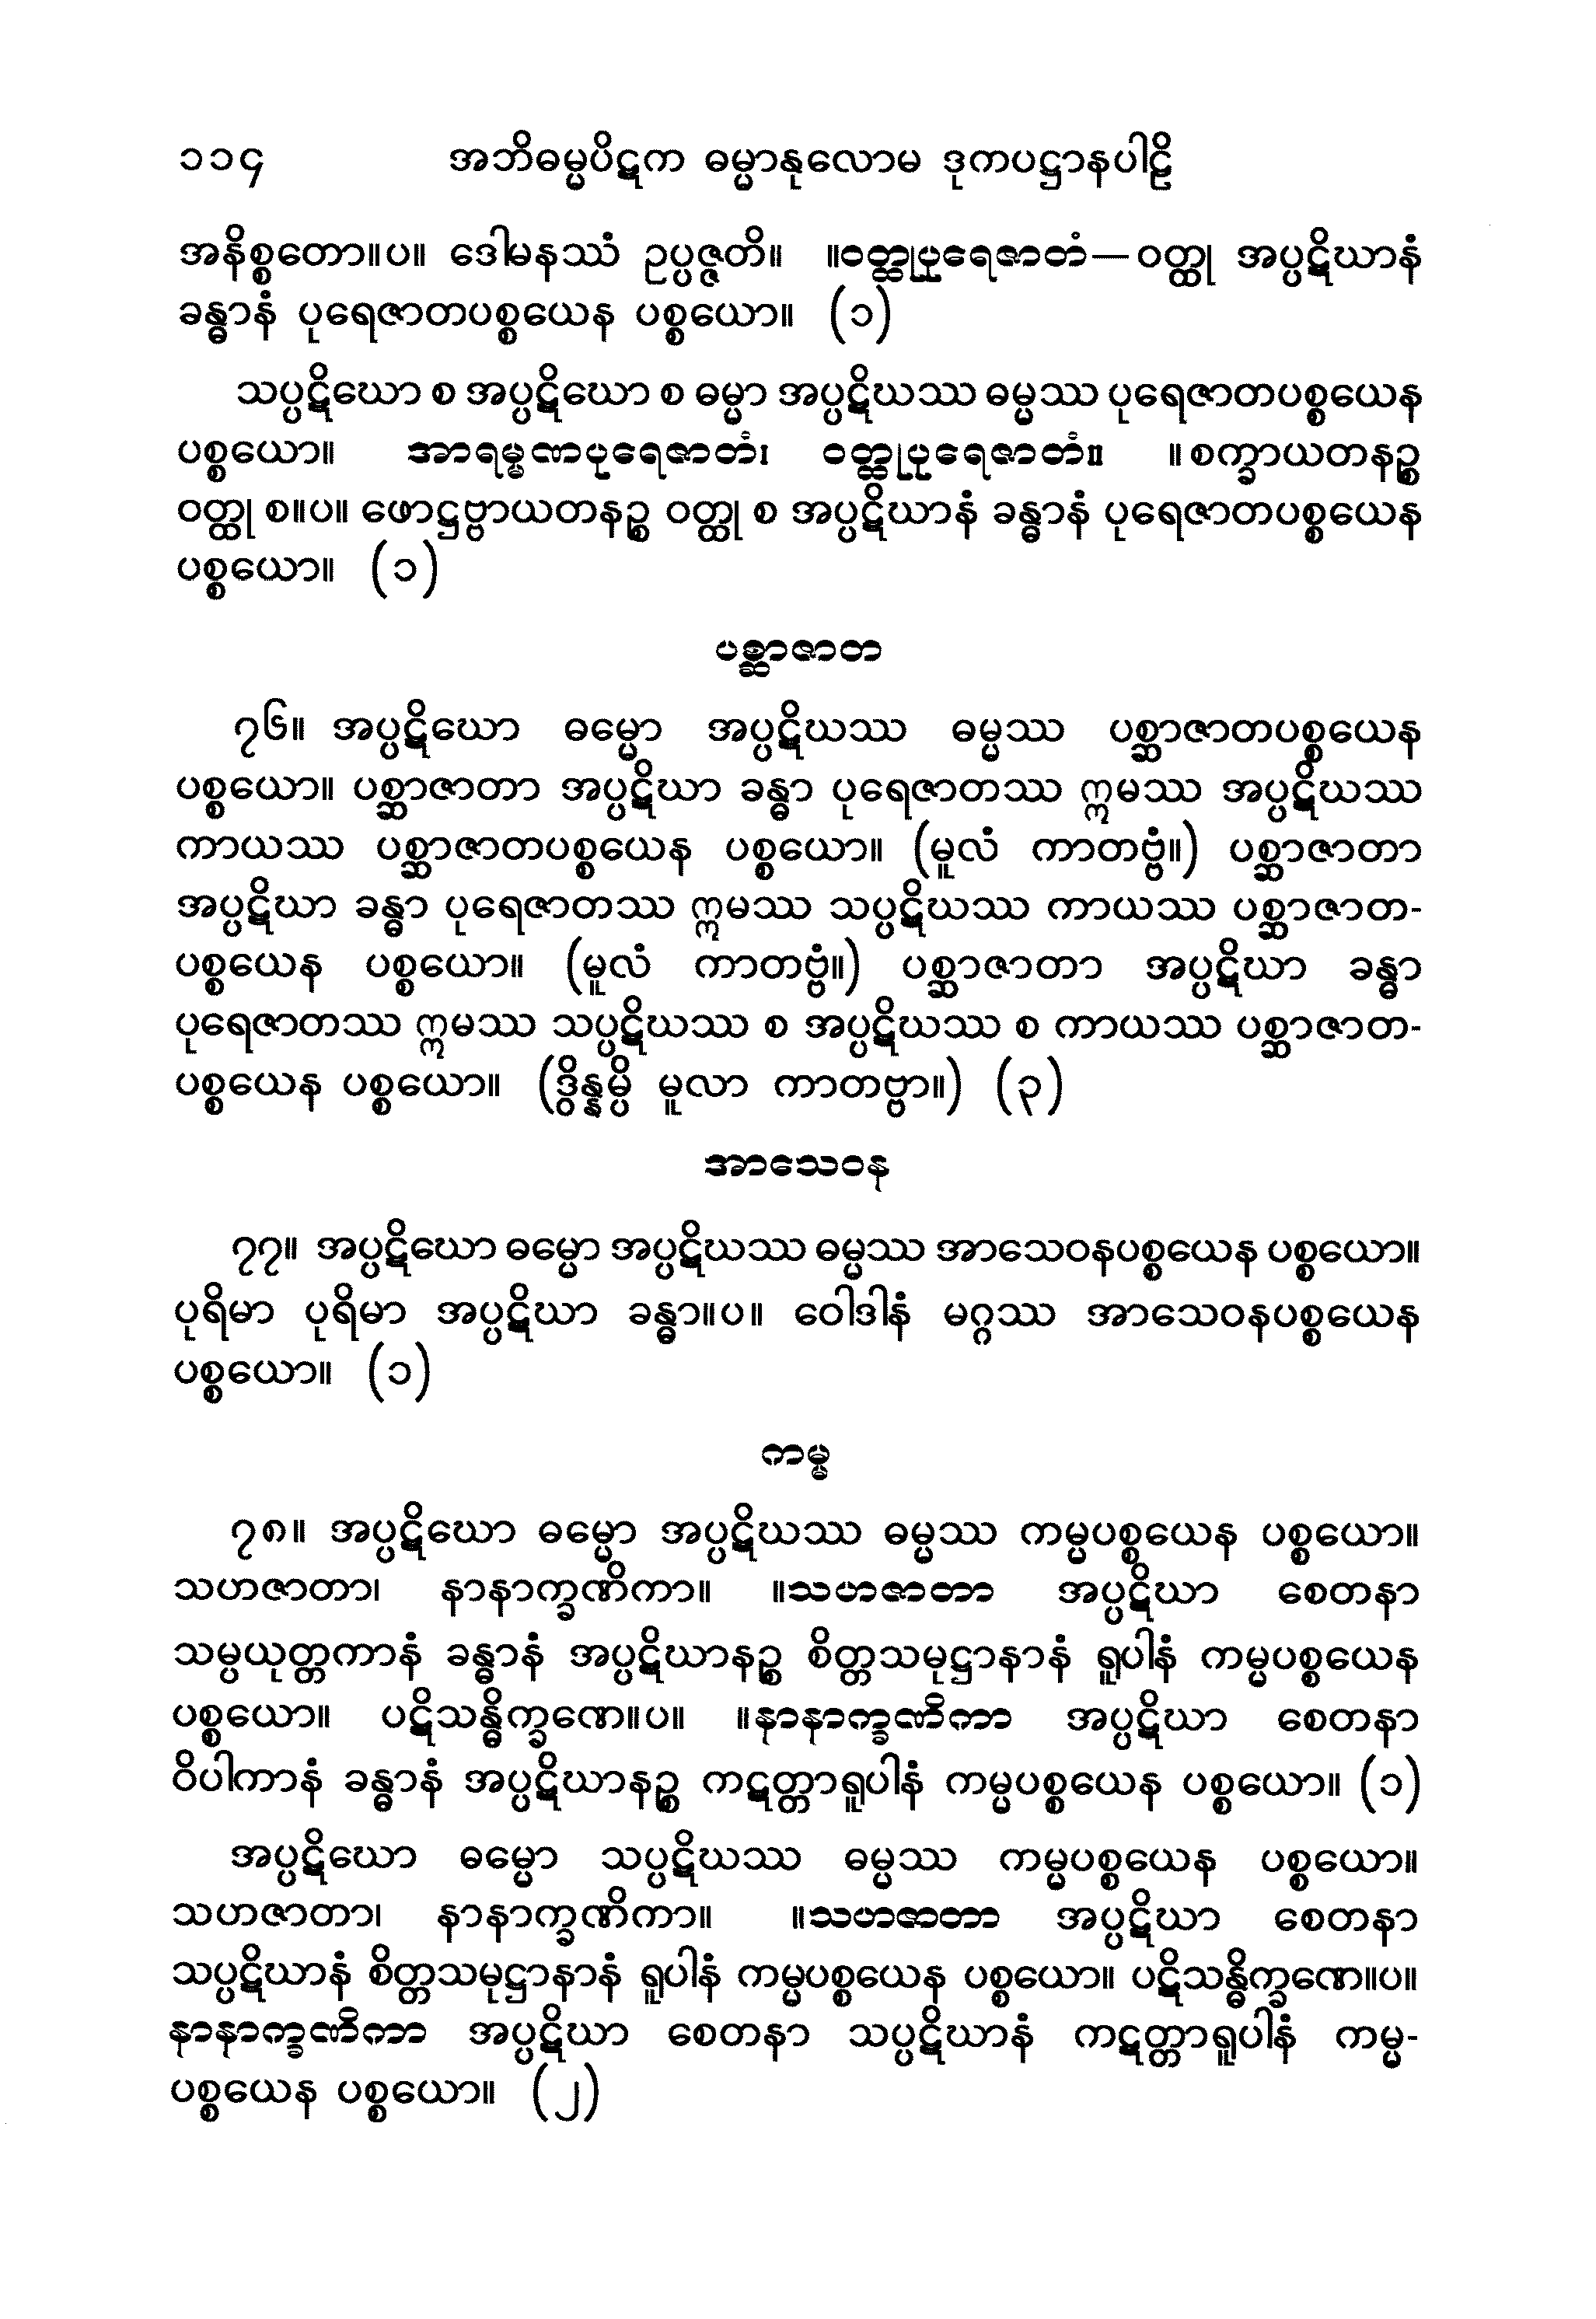 ၁၁၄ အဘိဓမ္မပိဋက ဓမ္မာနုလောမ ဒုကပဋ္ဌာနပါဠိ
အနိစ္စတော။ပ။ ဒေါမနဿံ ဥပ္ပဇ္ဇတိ။ ။ဝတ္ထုပုရေဇာတံ—ဝတ္ထု အပ္ပဋိဃာနံ
ခန္ဓာနံ ပုရေဇာတပစ္စယေန ပစ္စယော။ (၁)
သပ္ပဋိဃော စ အပ္ပဋိဃော စ ဓမ္မာ အပ္ပဋိဃဿ ဓမ္မဿ ပုရေဇာတပစ္စယေန
ပစ္စယော။ အာရမ္မဏပုရေဇာတံ၊ ဝတ္ထုပုရေဇာတံ။ ။စက္ခာယတနဉ္စ
ဝတ္ထု စ။ပ။ ဖောဋ္ဌဗ္ဗာယတနဉ္စ ဝတ္ထု စ အပ္ပဋိဃာနံ ခန္ဓာနံ ပုရေဇာတပစ္စယေန
ပစ္စယော။ (၁)
ပစ္ဆာဇာတ
၇၆။ အပ္ပဋိဃော ဓမ္မော အပ္ပဋိဃဿ ဓမ္မဿ ပစ္ဆာဇာတပစ္စယေန
ပစ္စယော။ ပစ္ဆာဇာတာ အပ္ပဋိဃာ ခန္ဓာ ပုရေဇာတဿ ဣမဿ အပ္ပဋိဃဿ
ကာယဿ ပစ္ဆာဇာတပစ္စယေန ပစ္စယော။ (မူလံ ကာတဗ္ဗံ။) ပစ္ဆာဇာတာ
အပ္ပဋိဃာ ခန္ဓာ ပုရေဇာတဿ ဣမဿ သပ္ပဋိဃဿ ကာယဿ ပစ္ဆာဇာတ-
ပစ္စယေန ပစ္စယော။ (မူလံ ကာတဗ္ဗံ။) ပစ္ဆာဇာတာ အပ္ပဋိဃာ ခန္ဓာ
ပုရေဇာတဿ ဣမဿ သပ္ပဋိဃဿ စ အပ္ပဋိဃဿ စ ကာယဿ ပစ္ဆာဇာတ-
ပစ္စယေန ပစ္စယော။ (ဒွိန္နမ္ပိ မူလာ ကာတဗ္ဗာ။) (၃)
အာသေဝန
၇၇။ အပ္ပဋိဃော ဓမ္မော အပ္ပဋိဃဿ ဓမ္မဿ အာသေဝနပစ္စယေန ပစ္စယော။
ပုရိမာ ပုရိမာ အပ္ပဋိဃာ ခန္ဓာ။ပ။ ဝေါဒါနံ မဂ္ဂဿ အာသေဝနပစ္စယေန
ပစ္စယော။ (၁)
ကမ္မ
၇၈။ အပ္ပဋိဃော ဓမ္မော အပ္ပဋိဃဿ ဓမ္မဿ ကမ္မပစ္စယေန ပစ္စယော။
သဟဇာတာ၊ နာနာက္ခဏိကာ။ ။သဟဇာတာ အပ္ပဋိဃာ စေတနာ
သမ္ပယုတ္တကာနံ ခန္ဓာနံ အပ္ပဋိဃာနဉ္စ စိတ္တသမုဋ္ဌာနာနံ ရူပါနံ ကမ္မပစ္စယေန
ပစ္စယော။ ပဋိသန္ဓိက္ခဏေ။ပ။ ။နာနာက္ခဏိကာ အပ္ပဋိဃာ စေတနာ
ဝိပါကာနံ ခန္ဓာနံ အပ္ပဋိဃာနဉ္စ ကဋတ္တာရူပါနံ ကမ္မပစ္စယေန ပစ္စယော။ (၁)
အပ္ပဋိဃော ဓမ္မော သပ္ပဋိဃဿ ဓမ္မဿ ကမ္မပစ္စယေန ပစ္စယော။
သဟဇာတာ၊ နာနာက္ခဏိကာ။ ။သဟဇာတာ အပ္ပဋိဃာ စေတနာ
သပ္ပဋိဃာနံ စိတ္တသမုဋ္ဌာနာနံ ရူပါနံ ကမ္မပစ္စယေန ပစ္စယော။ ပဋိသန္ဓိက္ခဏေ။ပ။
နာနာက္ခဏိကာ အပ္ပဋိဃာ စေတနာ သပ္ပဋိဃာနံ ကဋတ္တာရူပါနံ ကမ္မ-
ပစ္စယေန ပစ္စယော။ (၂)